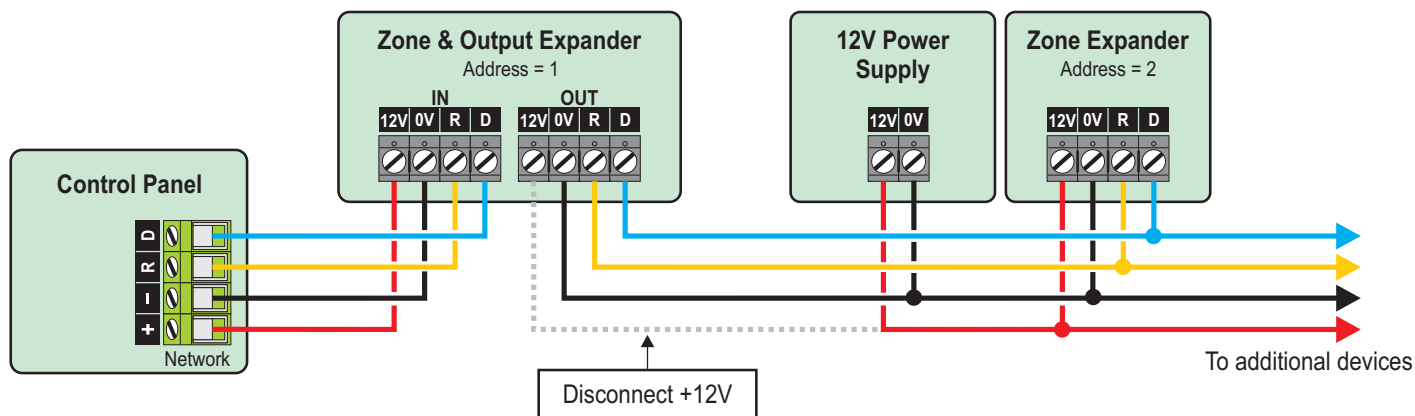 Zone & Output Expander
Address = 1
IN
OUT
12V 0V R D
12V 0V R D
12V Power
Supply
12V 0V
Zone Expander
Address = 2
12V 0V R D
Control Panel
D
R
–
+
Network
Disconnect +12V
To additional devices